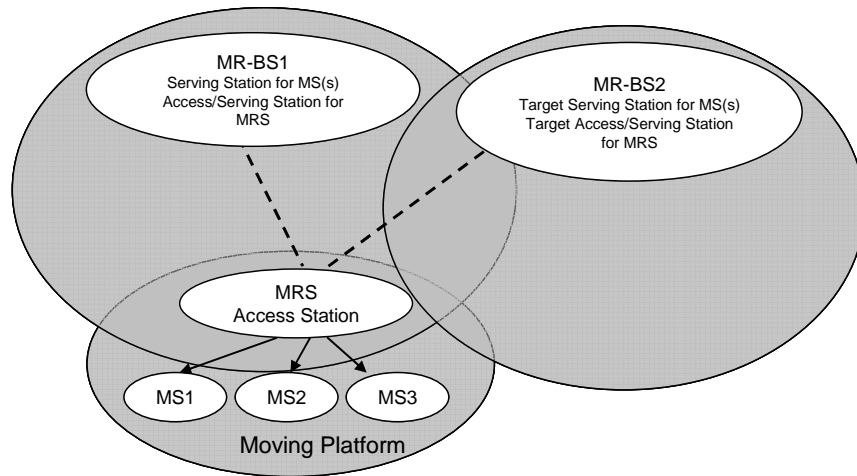 MR-BS1
Serving Station for MS(s)
Access/Serving Station for
MRS
MR-BS2
Target Serving Station for MS(s)
Target Access/Serving Station
for MRS
MRS
Access Station
MS1
MS2
MS3
Moving Platform